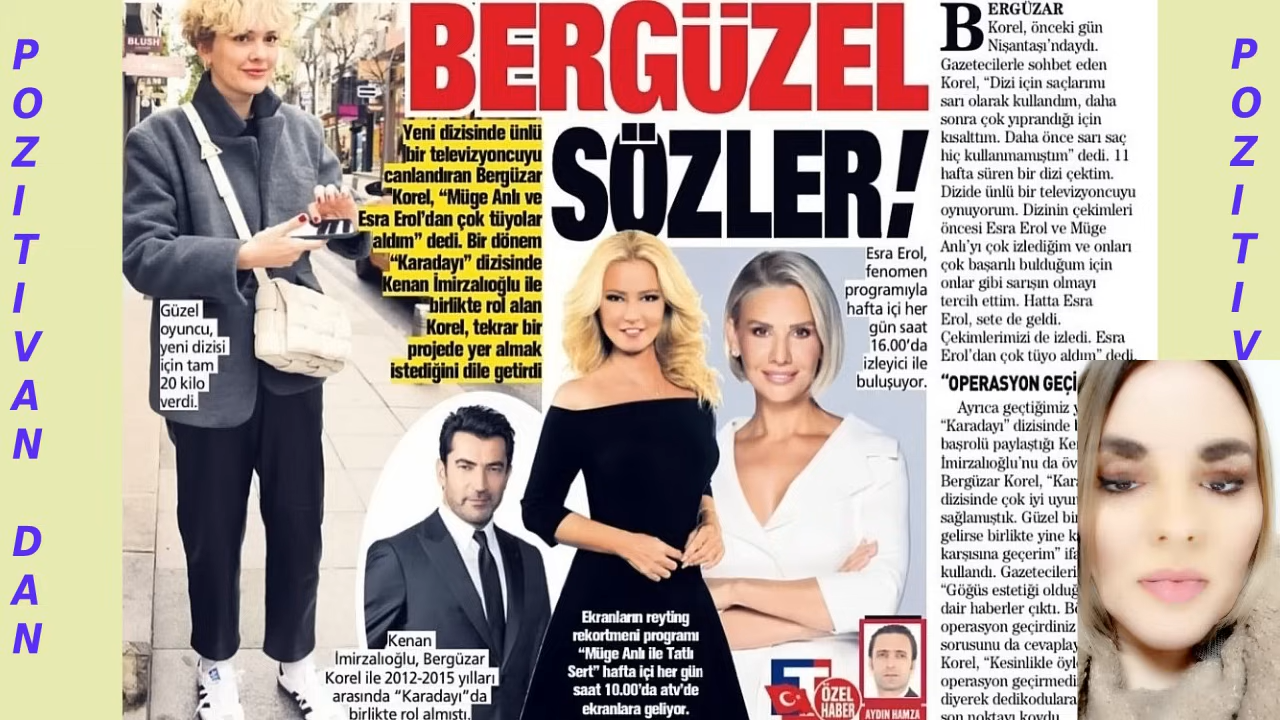 POZITIVAN DAN
BLUSH
BERGÜZEL
SÖZLER!
Yeni dizisinde ünlü
bir televizyoncuyu
canlandıran Bergüzar
Korel, “Müge Anlı ve
Esra Erol’dan çok tüyolar
aldım” dedi. Bir dönem
“Karadayı” dizisinde
Kenan İmirzalıoğlu ile
birlikte rol alan
Korel, tekrar bir
projede yer almak
istediğini dile getirdi
Güzel
oyuncu,
yeni dizisi
için tam
20 kilo
verdi.
Esra Erol,
fenomen
programıyla
hafta içi her
gün saat
16.00’da
izleyici ile
buluşuyor.
Kenan
İmirzalıoğlu, Bergüzar
Korel ile 2012-2015 yılları
arasında “Karadayı”da
birlikte rol almıştı.
Ekranların reyting
rekortmeni programı
“Müge Anlı ile Tatlı
Sert” hafta içi her gün
saat 10.00’da atv’de
ekranlara geliyor.
ÖZEL
HABER
AYDIN HAMZA
BERGÜZAR
Korel, önceki gün
Nişantaşı’ndaydı.
Gazetecilerle sohbet eden
Korel, “Dizi için saçlarımı
sarı olarak kullandım, daha
sonra çok yıprandığı için
kısalttım. Daha önce sarı saç
hiç kullanmamıştım” dedi. 11
hafta süren bir dizi çektim.
Dizide ünlü bir televizyoncuyu
oynuyorum. Dizinin çekimleri
öncesi Esra Erol ve Müge
Anlı’yı çok izlediğim ve onları
çok başarılı bulduğum için
onlar gibi sarışın olmayı
tercih ettim. Hatta Esra
Erol, sete de geldi.
Çekimlerimizi de izledi. Esra
Erol’dan çok tüyo aldım” dedi.
“OPERASYON GEÇİ
Ayrıca geçtiğimiz
“Karadayı” dizisinde
başrolü paylaştığı
İmirzalıoğlu’nu da
Bergüzar Korel,
dizisinde çok iyi
sağlamıştık. Güzel
gelirse birlikte yine
karşısına geçerim”
kullandı.
“Göğüs estetiği
dair haberler çıktı.
operasyon geçirdiniz
sorusunu da
Korel, “Kesinlikle
operasyon
diyerek
son noktayı koydu.
POZITIV